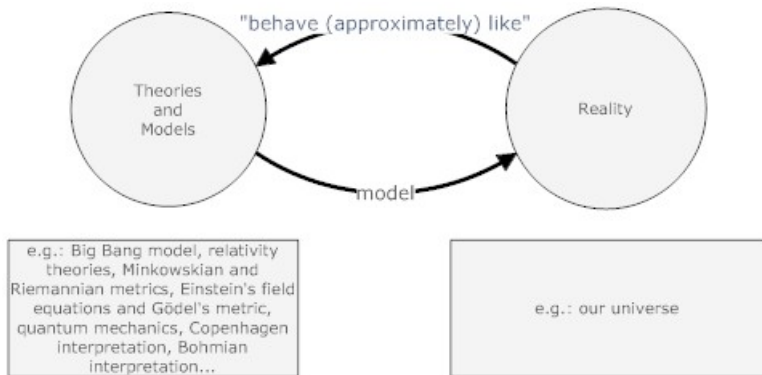 "behave (approximately) like"
Theories
and
Models
Reality
model
e.g.: Big Bang model, relativity
theories, Minkowskian and
Riemannian metrics, Einstein's field
equations and Gödel's metric,
quantum mechanics, Copenhagen
interpretation, Bohmian
interpretation...
e.g.: our universe